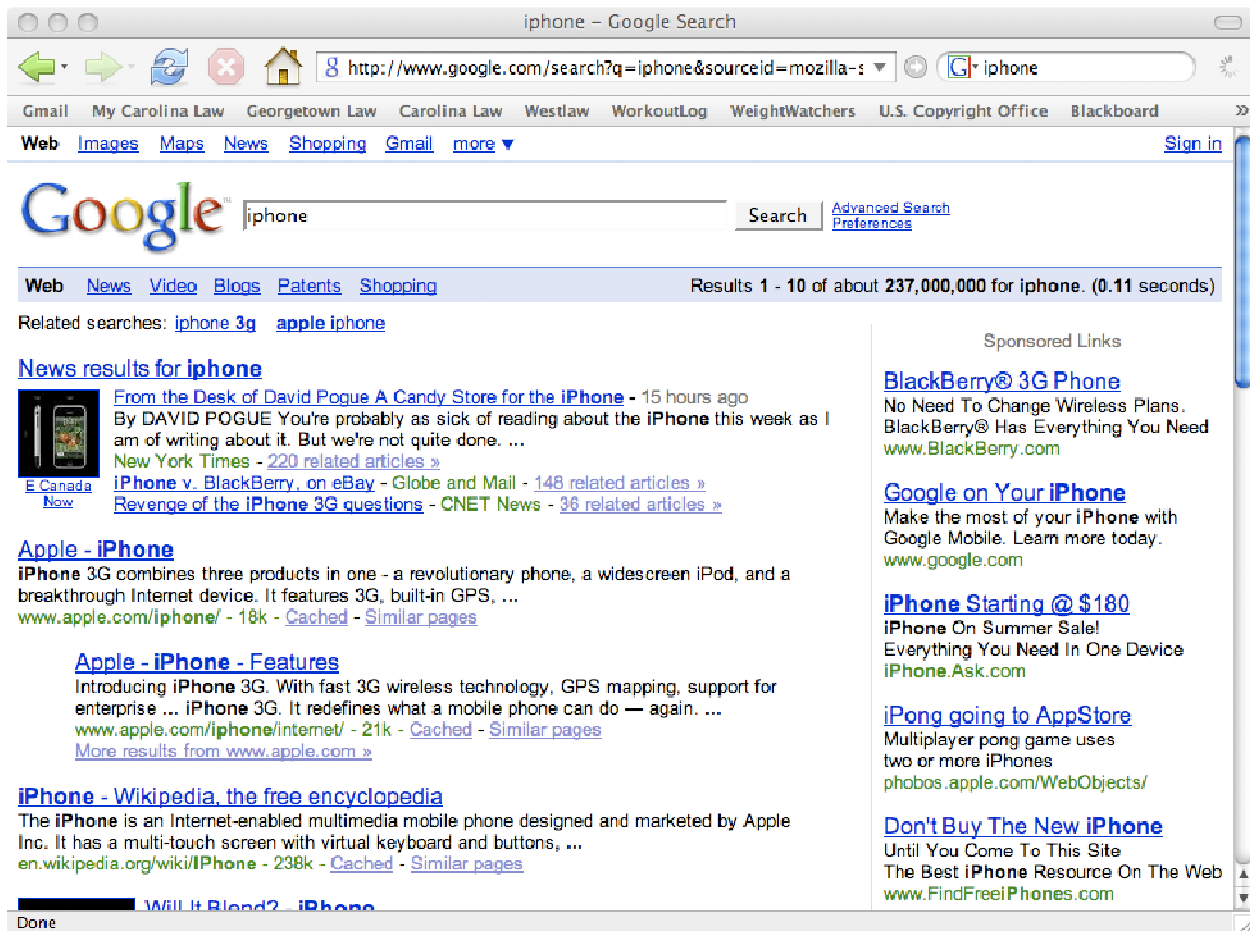 iphone - Google Search
http://www.google.com/search?q=iphone&sourceid=mozilla-s
iphone
Gmail My Carolina Law Georgetown Law Carolina Law Westlaw WorkoutLog WeightWatchers U.S. Copyright Office Blackboard »
Web Images Maps News Shopping Gmail more ▼ Sign in
Google™ iphone Search Advanced Search
Preferences
Web News Video Blogs Patents Shopping Results 1 - 10 of about 237,000,000 for iphone. (0.11 seconds)
Related searches: iphone 3g apple iphone
News results for iphone
From the Desk of David Pogue A Candy Store for the iPhone - 15 hours ago
By DAVID POGUE You're probably as sick of reading about the iPhone this week as I
am of writing about it. But we're not quite done. ...
New York Times - 220 related articles »
iPhone v. BlackBerry, on eBay - Globe and Mail - 148 related articles »
Revenge of the iPhone 3G questions - CNET News - 36 related articles »
E Canada
Now
Apple - iPhone
iPhone 3G combines three products in one - a revolutionary phone, a widescreen iPod, and a
breakthrough Internet device. It features 3G, built-in GPS, ...
www.apple.com/iphone/ - 18k - Cached - Similar pages
Apple - iPhone - Features
Introducing iPhone 3G. With fast 3G wireless technology, GPS mapping, support for
enterprise ... iPhone 3G. It redefines what a mobile phone can do — again. ...
www.apple.com/iphone/internet/ - 21k - Cached - Similar pages
More results from www.apple.com »
iPhone - Wikipedia, the free encyclopedia
The iPhone is an Internet-enabled multimedia mobile phone designed and marketed by Apple
Inc. It has a multi-touch screen with virtual keyboard and buttons, ...
en.wikipedia.org/wiki/IPhone - 238k - Cached - Similar pages
Will It Blend? - iPhone
Sponsored Links
BlackBerry® 3G Phone
No Need To Change Wireless Plans.
BlackBerry® Has Everything You Need
www.BlackBerry.com
Google on Your iPhone
Make the most of your iPhone with
Google Mobile. Learn more today.
www.google.com
iPhone Starting @ $180
iPhone On Summer Sale!
Everything You Need In One Device
iPhone.Ask.com
iPong going to AppStore
Multiplayer pong game uses
two or more iPhones
phobos.apple.com/WebObjects/
Don't Buy The New iPhone
Until You Come To This Site
The Best iPhone Resource On The Web
www.FindFreeiPhones.com
Done